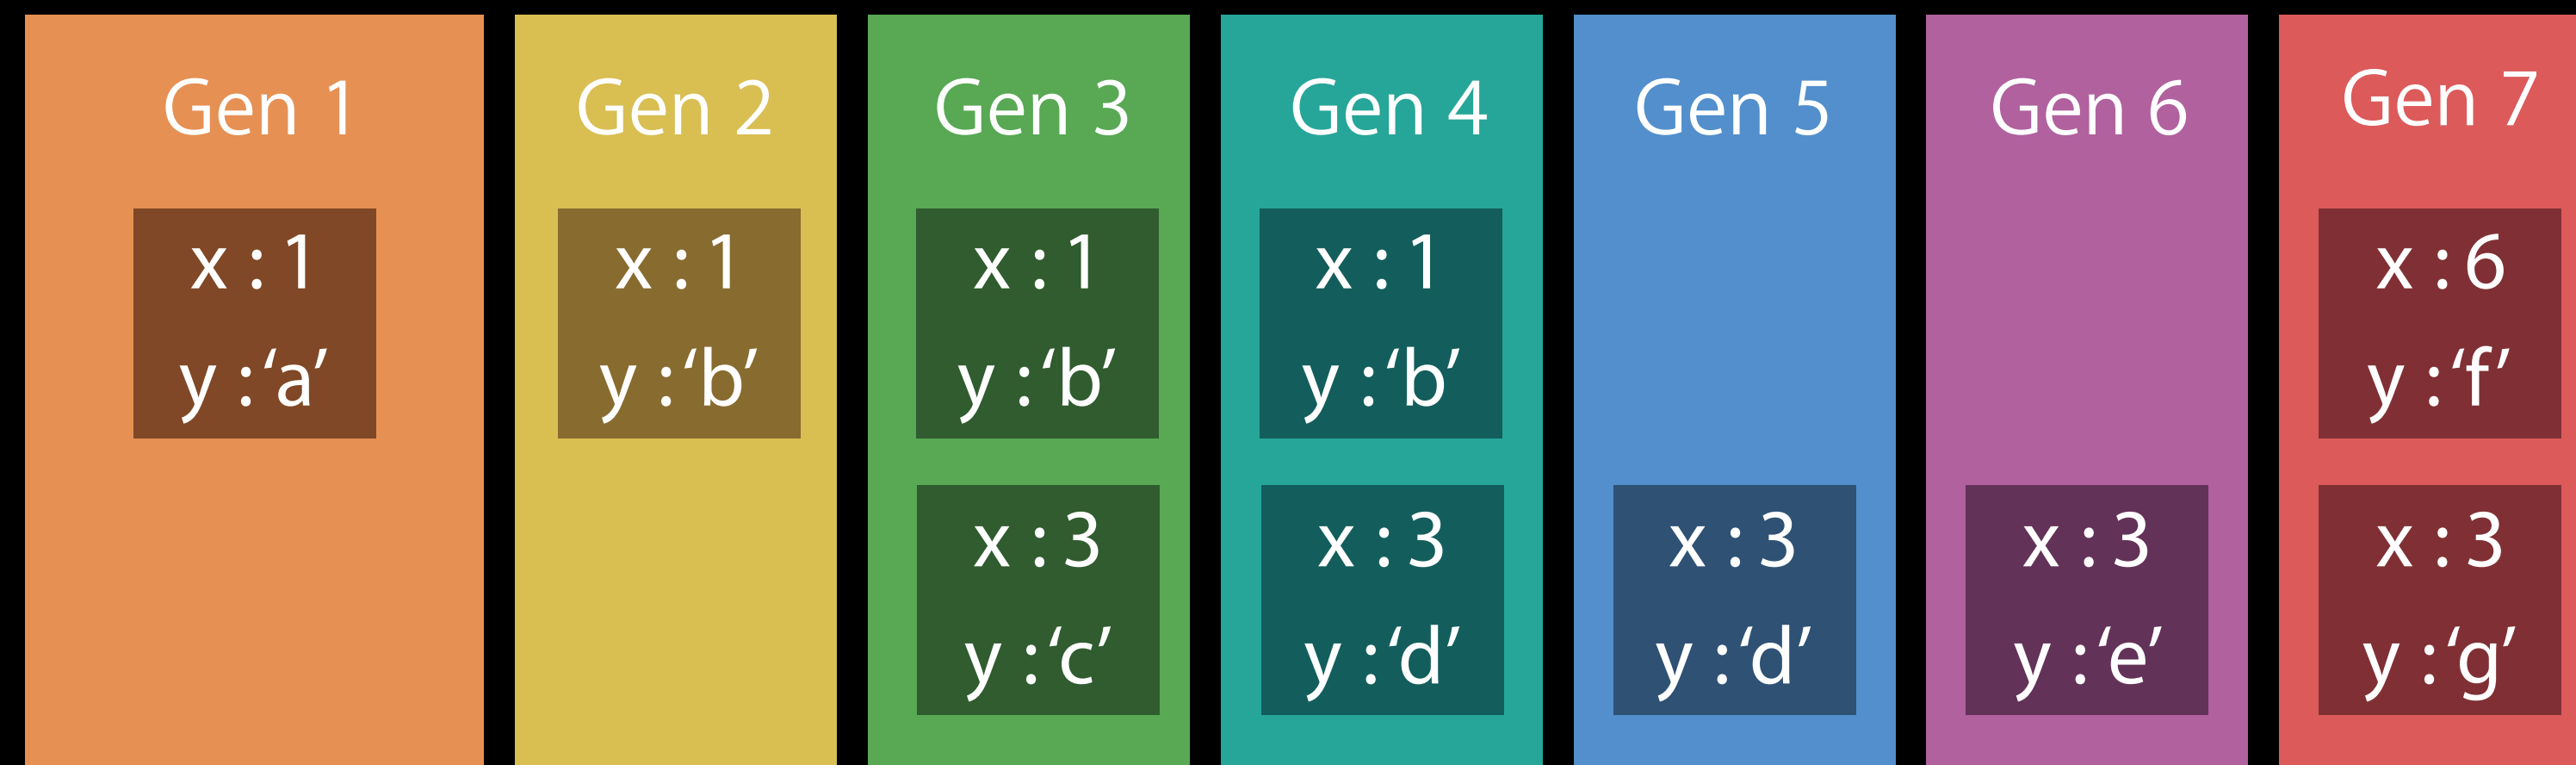 Gen 1
x : 1
y : ‘a’
Gen 2
x : 1
y : ‘b’
Gen 3
x : 1
y : ‘b’
x : 3
y : ‘c’
Gen 4
x : 1
y : ‘b’
x : 3
y : ‘d’
Gen 5
x : 3
y : ‘d’
Gen 6
x : 3
y : ‘e’
Gen 7
x : 6
y : ‘f’
x : 3
y : ‘g’